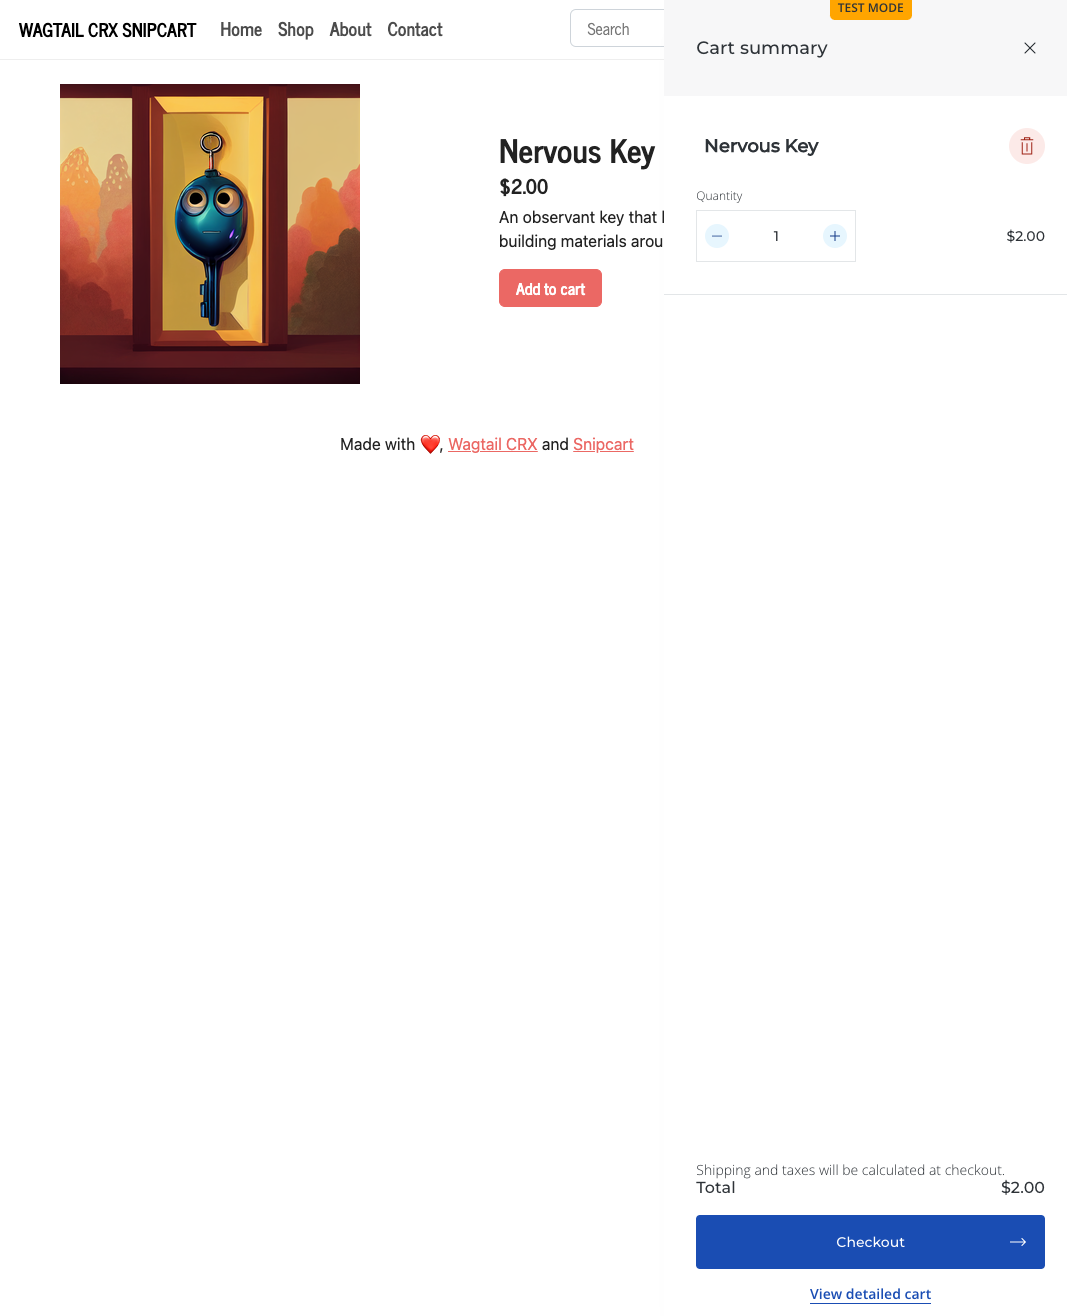 WAGTAIL CRX SNIPCART Home Shop About Contact Search
Nervous Key
$2.00
An observant key that
building materials
Add to cart
Made with ❤️, Wagtail CRX and Snipcart
TEST MODE
Cart summary
Nervous Key
Quantity
1 $2.00
Shipping and taxes will be calculated at checkout.
Total $2.00
Checkout
View detailed cart